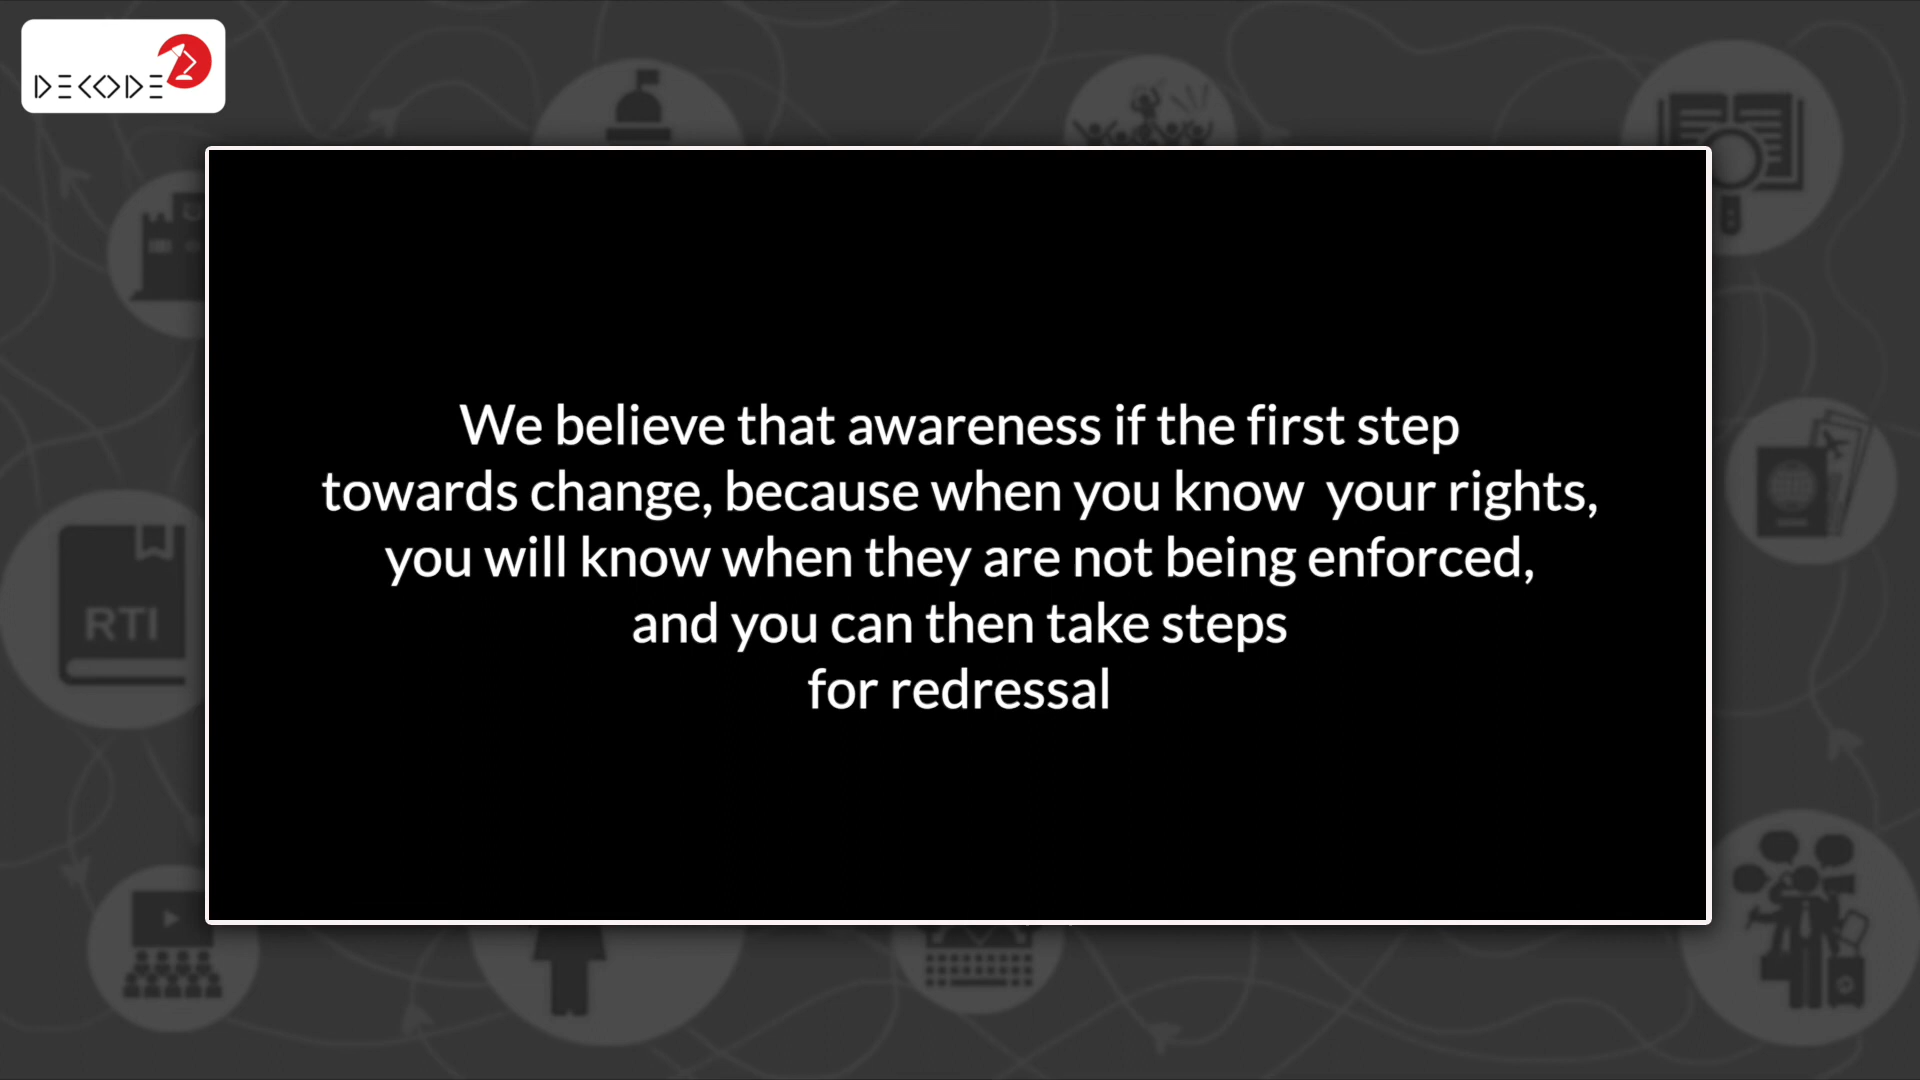 DECODE
We believe that awareness if the first step
towards change, because when you know  your rights,
you will know when they are not being enforced,
and you can then take steps
for redressal
RTI